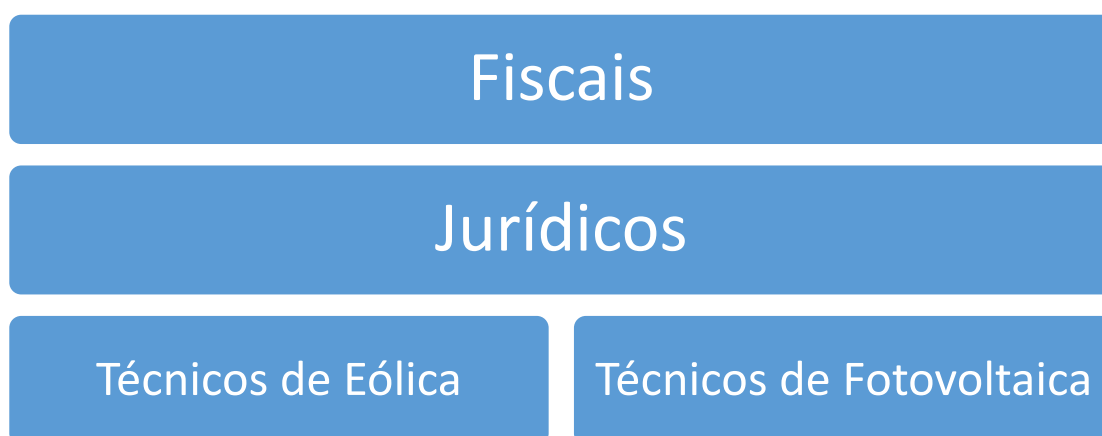 Fiscais
Jurídicos
Técnicos de Eólica
Técnicos de Fotovoltaica